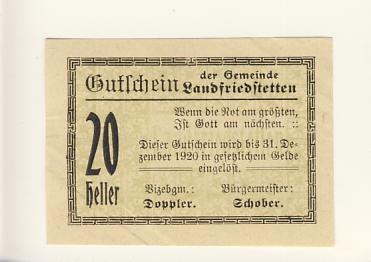 Gutschein der Gemeinde
Landfriedstetten
Wenn die Not am größten,
Ist Gott am nächsten. ::
20
Heller
Dieser Gutschein wird bis 31. De-
zember 1920 in gesetzlichem Gelde
eingelöst.
Vizebgm.: Bürgermeister:
Doppler. Schober.